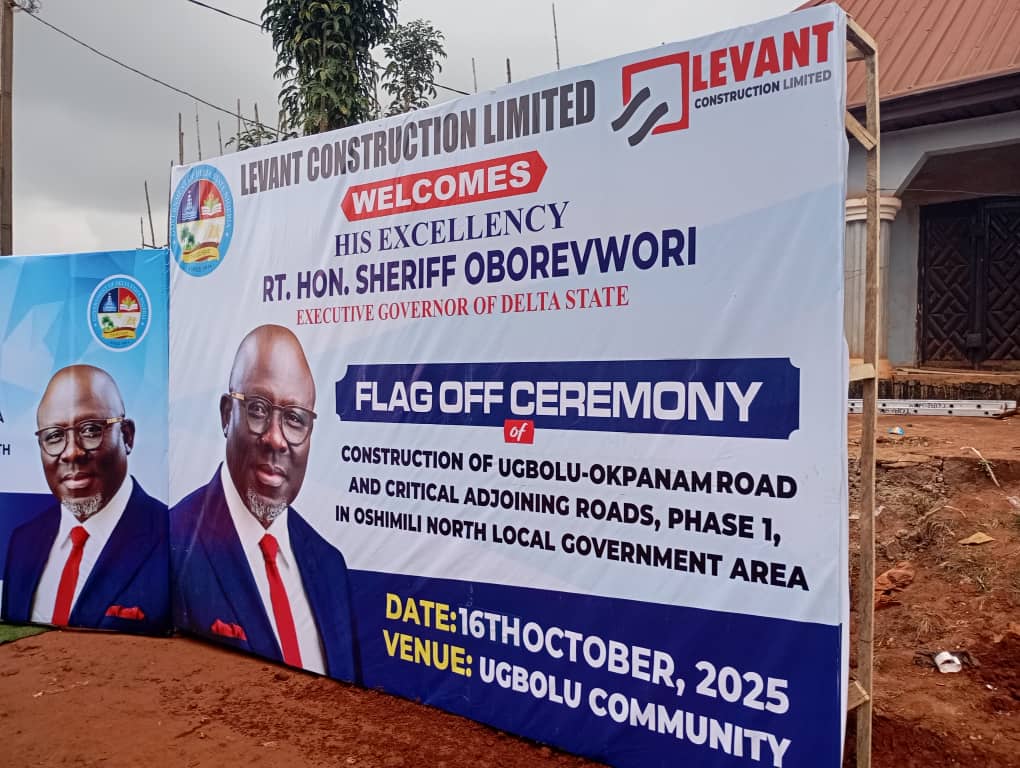 LEVANT CONSTRUCTION LIMITED
LEVANT
CONSTRUCTION LIMITED
WELCOMES
HIS EXCELLENCY
RT. HON. SHERIFF OBOREVWORI
EXECUTIVE GOVERNOR OF DELTA STATE
FLAG OFF CEREMONY
of
CONSTRUCTION OF UGBOLU-OKPANAM ROAD
AND CRITICAL ADJOINING ROADS, PHASE 1,
IN OSHIMILI NORTH LOCAL GOVERNMENT AREA
DATE: 16TH OCTOBER, 2025
VENUE: UGBOLU COMMUNITY